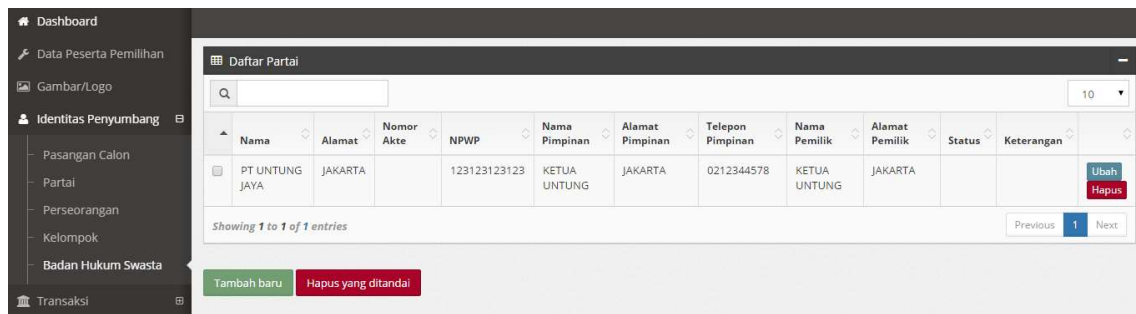 Dashboard
Data Peserta Pemilihan
Gambar/Logo
Identitas Penyumbang
Pasangan Calon
Partai
Perseorangan
Kelompok
Badan Hukum Swasta
Transaksi
Daftar Partai
10
Nama Alamat Nomor Akte NPWP Nama Pimpinan Alamat Pimpinan Telepon Pimpinan Nama Pemilik Alamat Pemilik Status Keterangan
PT UNTUNG JAYA JAKARTA 123123123123 KETUA UNTUNG JAKARTA 0212344578 KETUA UNTUNG JAKARTA Ubah
Hapus
Showing 1 to 1 of 1 entries
Previous 1 Next
Tambah baru Hapus yang ditandai